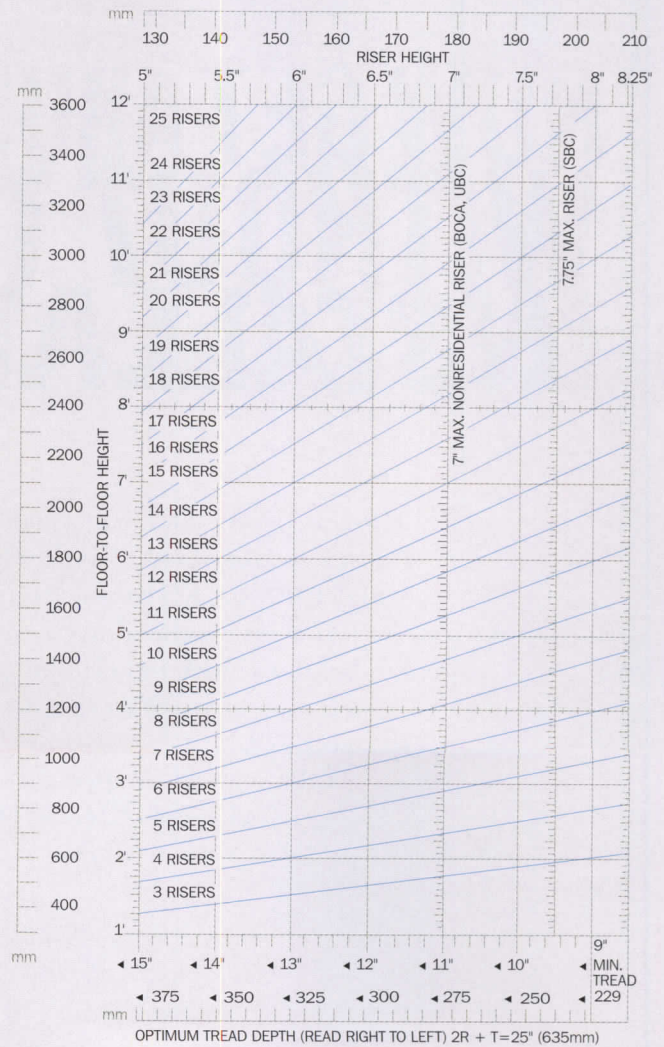 mm
130 140 150 160 170 180 190 200 210
RISER HEIGHT
5" 5.5" 6" 6.5" 7" 7.5" 8" 8.25"
mm
3600 12'
25 RISERS
3400
24 RISERS
11'
3200 23 RISERS
22 RISERS
3000 10'
21 RISERS
2800 20 RISERS
9'
2600 19 RISERS
18 RISERS
2400 8'
17 RISERS
2200 16 RISERS
15 RISERS
7'
2000 14 RISERS
13 RISERS
1800 6'
12 RISERS
1600 11 RISERS
5'
1400 10 RISERS
9 RISERS
1200 4'
8 RISERS
1000 7 RISERS
3'
6 RISERS
800 5 RISERS
600 2' 4 RISERS
3 RISERS
400
1'
FLOOR-TO-FLOOR HEIGHT
7" MAX. NONRESIDENTIAL RISER (BOCA, UBC)
7.75" MAX. RISER (SBC)
mm
15" 14" 13" 12" 11" 10" 9"
MIN.
TREAD
375 350 325 300 275 250 229
mm
OPTIMUM TREAD DEPTH (READ RIGHT TO LEFT) 2R + T=25" (635mm)